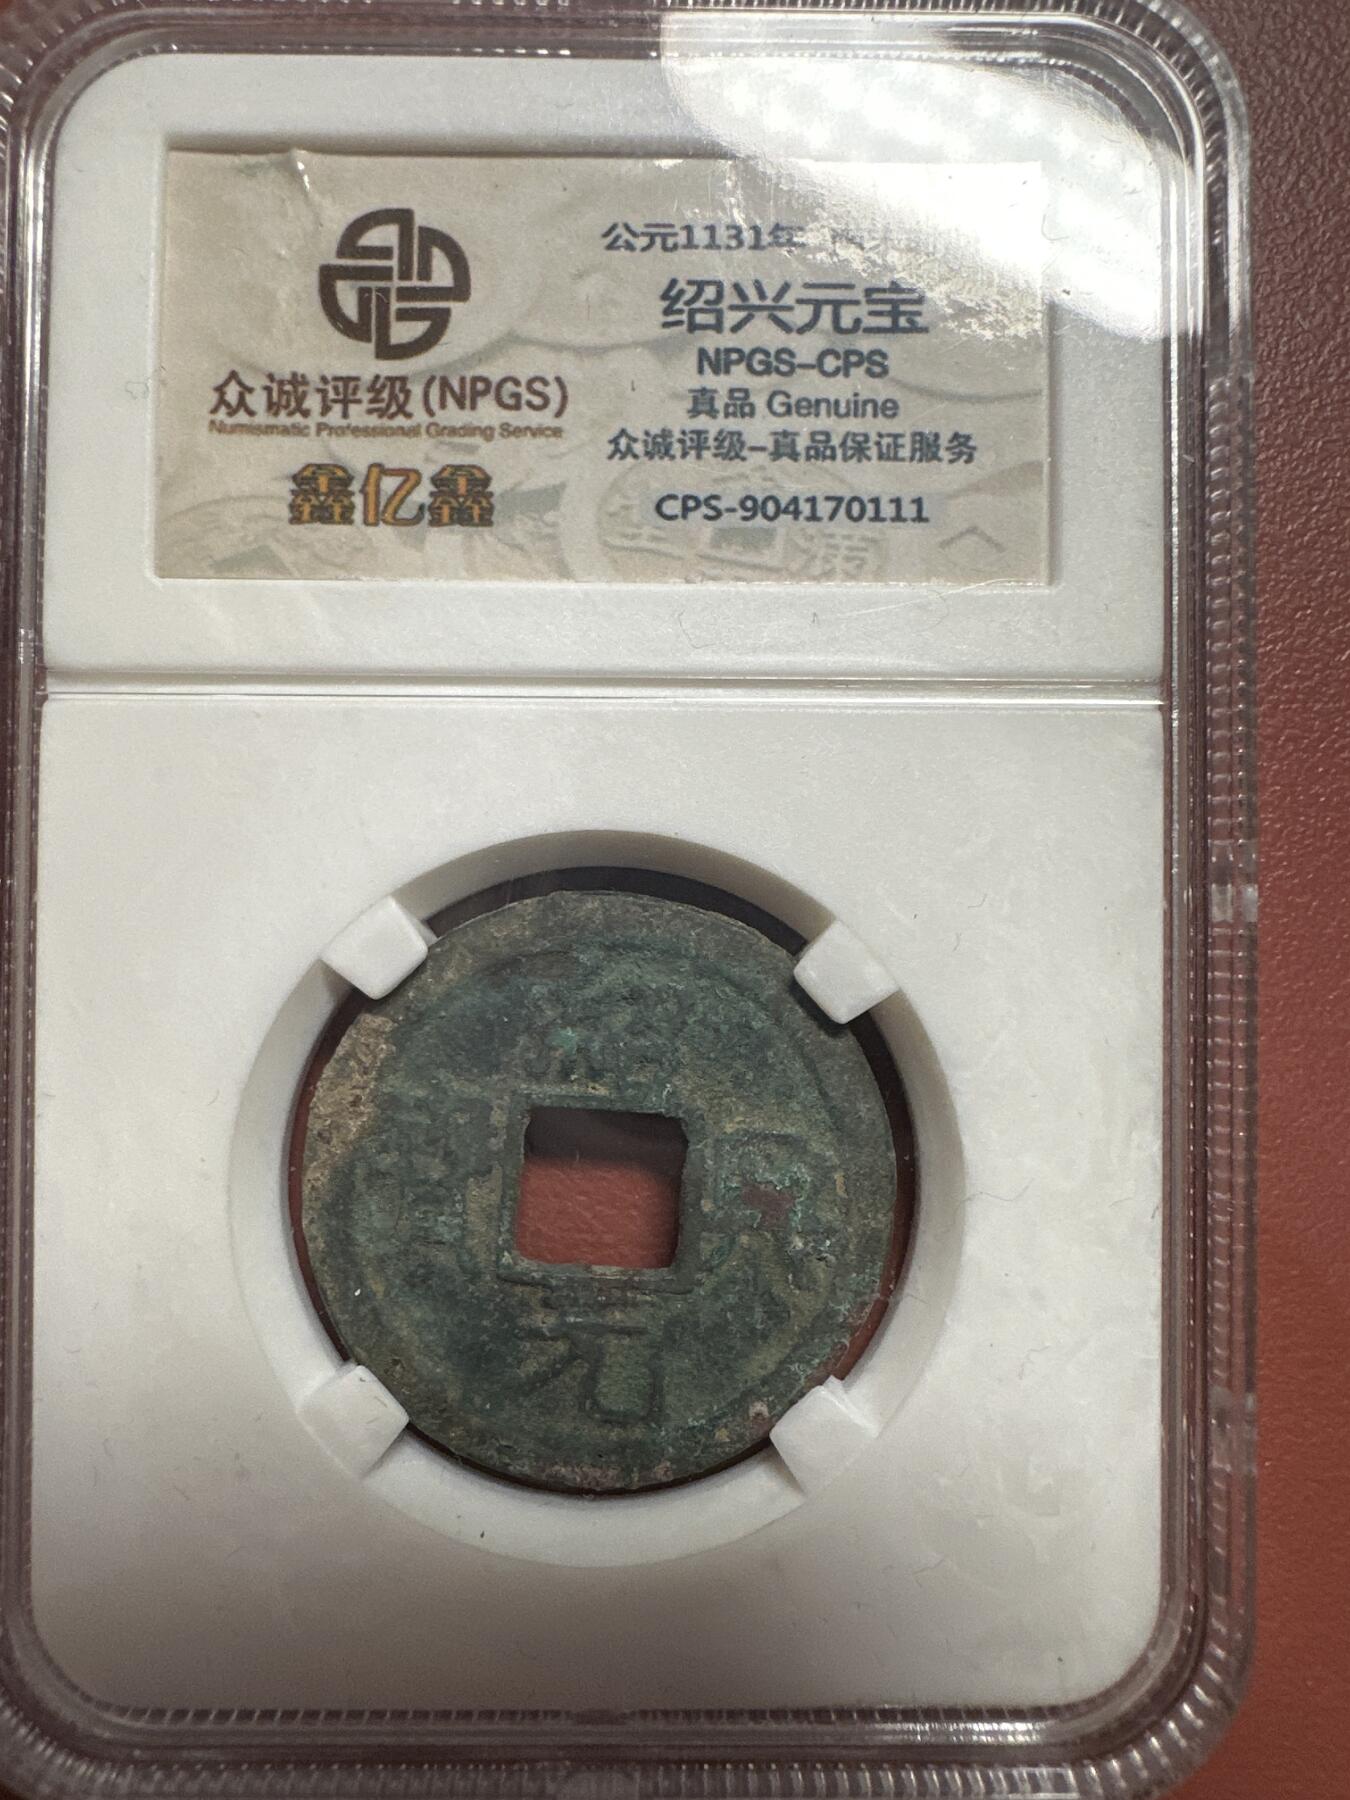 众诚评级(NPGS)
Numismatic Professional Grading Service
鑫亿鑫
公元1131年
绍兴元宝
NPGS-CPS
真品 Genuine
众诚评级-真品保证服务
CPS-904170111
元